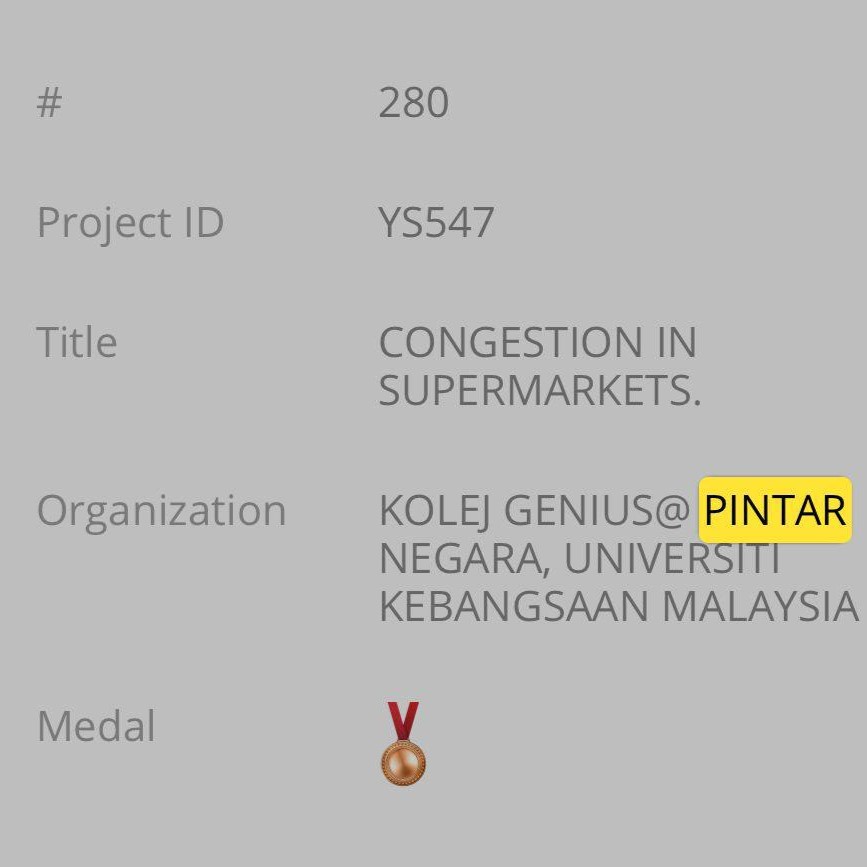 # 280
Project ID YS547
Title CONGESTION IN
SUPERMARKETS.
Organization KOLEJ GENIUS@ PINTAR
NEGARA, UNIVERSITI
KEBANGSAAN MALAYSIA
Medal